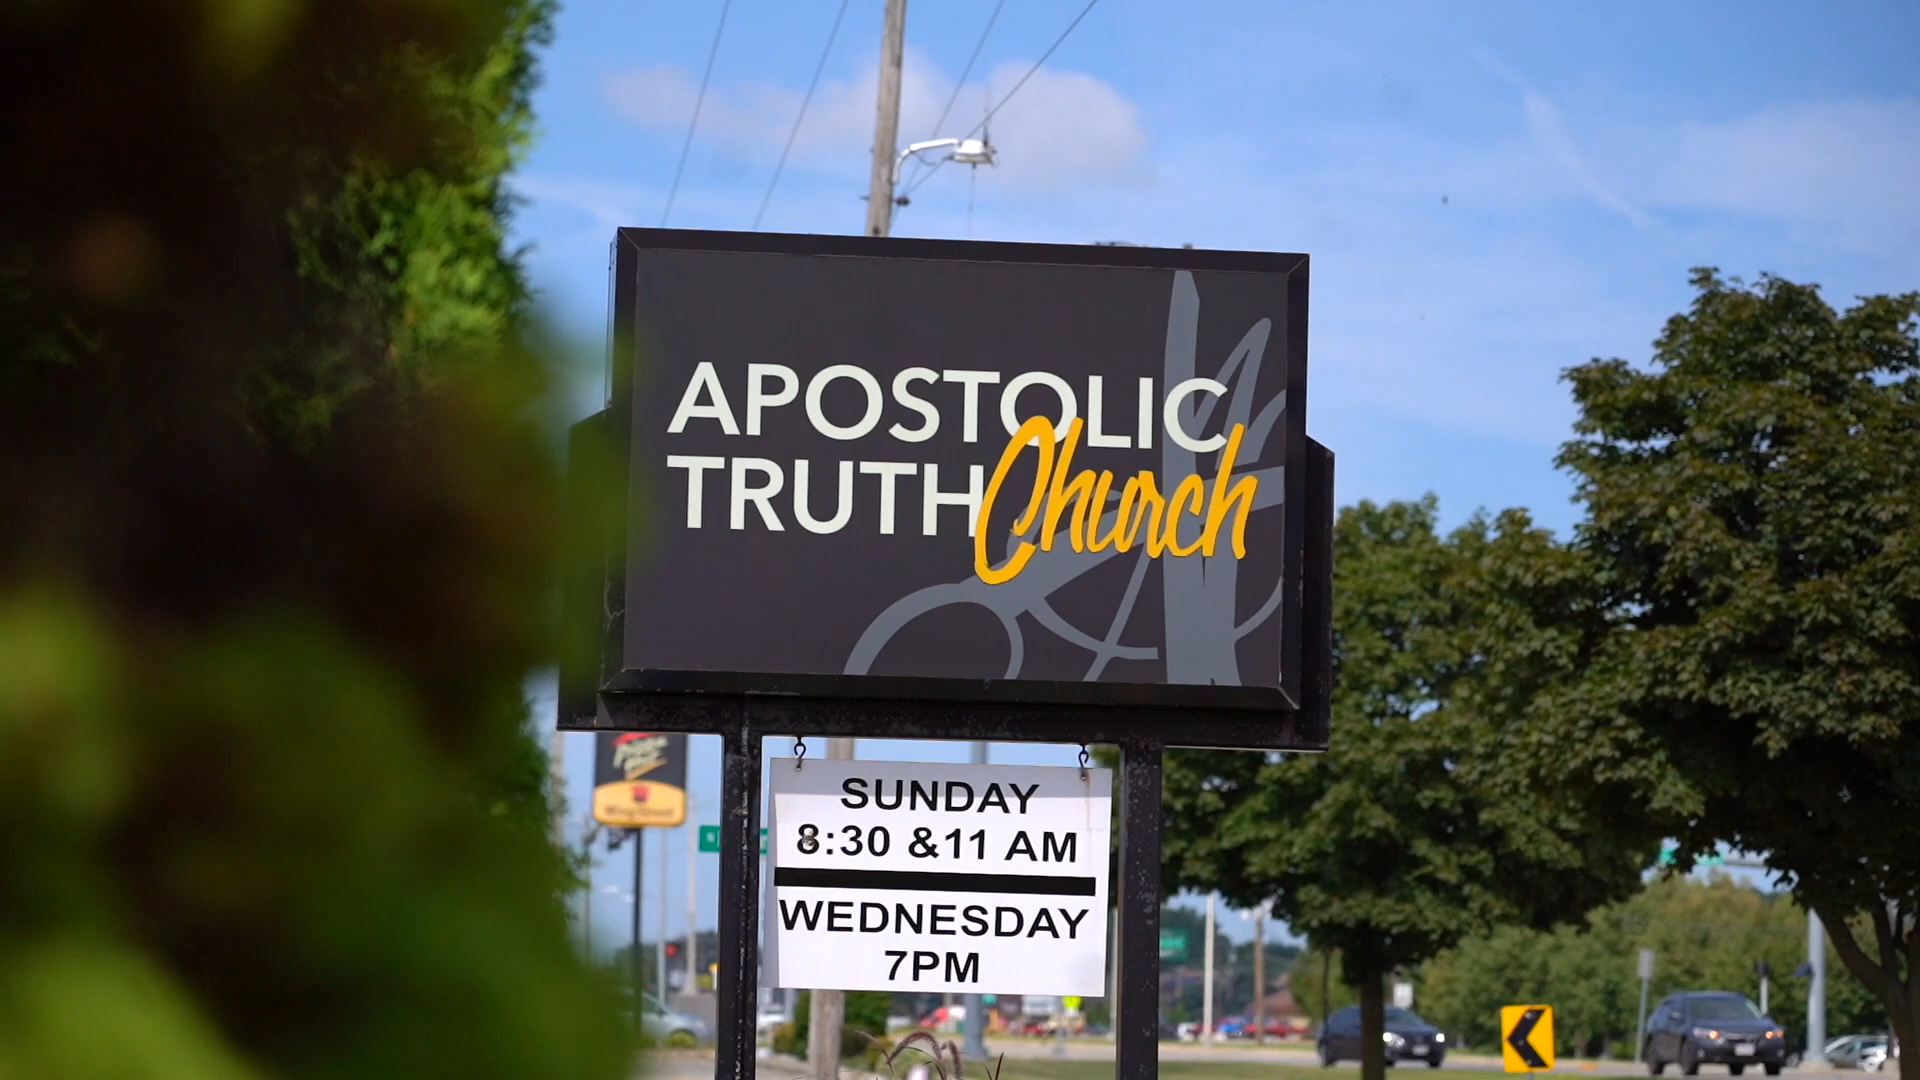 APOSTOLIC
TRUTH Church
SUNDAY
8:30 &11 AM
WEDNESDAY
7PM